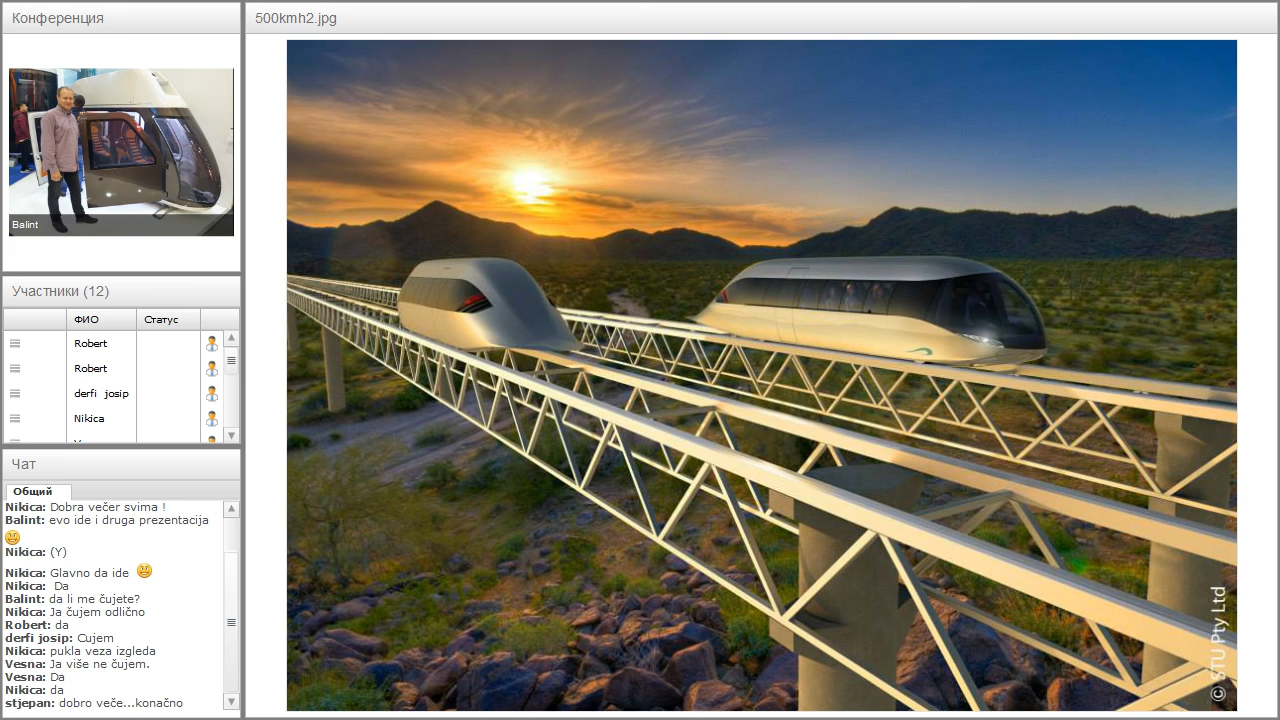 Конференция
500kmh2.jpg
Balint
Участники (12)
ФИО Статус
Robert
Robert
derfi josip
Nikica
Чат
Общий
Nikica: Dobra večer svima !
Balint: evo ide i druga prezentacija
Nikica: (Y)
Nikica: Glavno da ide
Nikica: Da
Balint: da li me čujete?
Nikica: Ja čujem odlično
Robert: da
derfi josip: Cujem
Nikica: pukla veza izgleda
Vesna: Ja više ne čujem.
Vesna: Da
Nikica: da
stjepan: dobro veče...konačno
© STU Pty Ltd